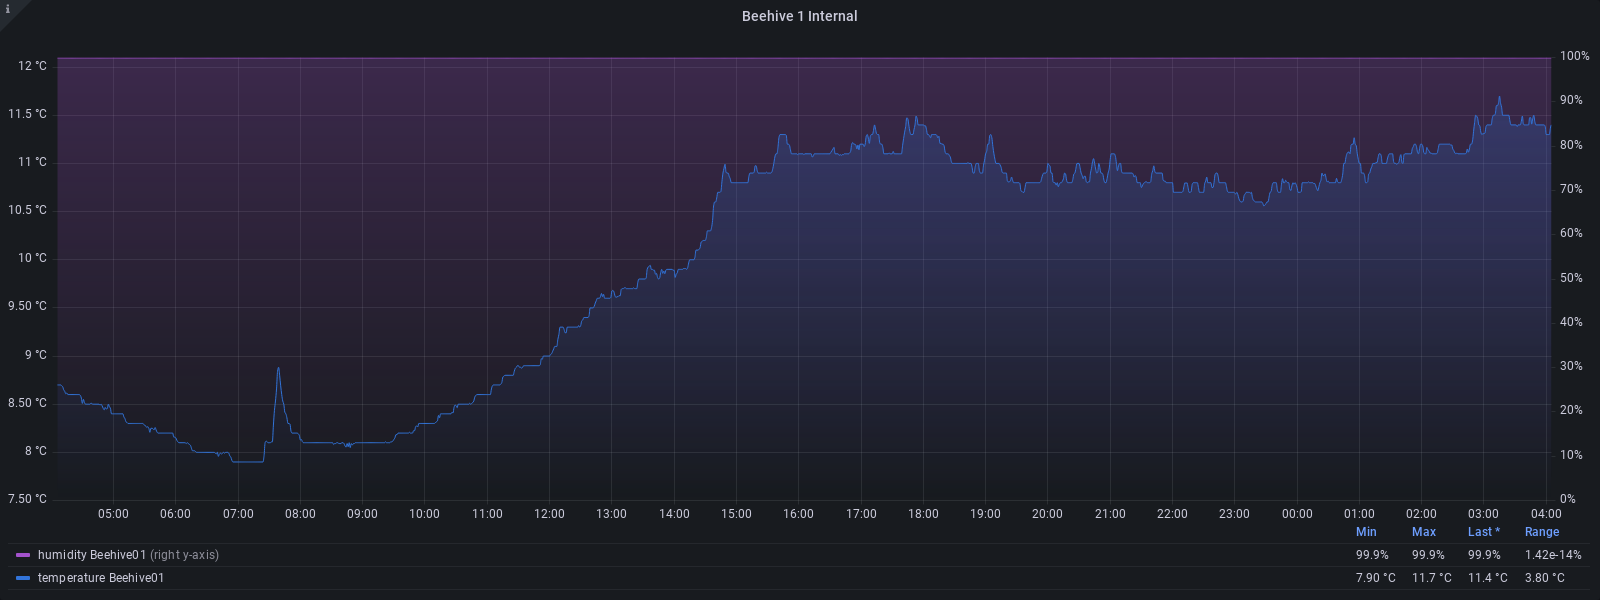 i
Beehive 1 Internal
12 °C
11.5 °C
11 °C
10.5 °C
10 °C
9.50 °C
9 °C
8.50 °C
8 °C
7.50 °C
100%
90%
80%
70%
60%
50%
40%
30%
20%
10%
0%
05:00 06:00 07:00 08:00 09:00 10:00 11:00 12:00 13:00 14:00 15:00 16:00 17:00 18:00 19:00 20:00 21:00 22:00 23:00 00:00 01:00 02:00 03:00 04:00
Min Max Last * Range
humidity Beehive01 (right y-axis) 99.9% 99.9% 99.9% 1.42e-14%
temperature Beehive01 7.90 °C 11.7 °C 11.4 °C 3.80 °C